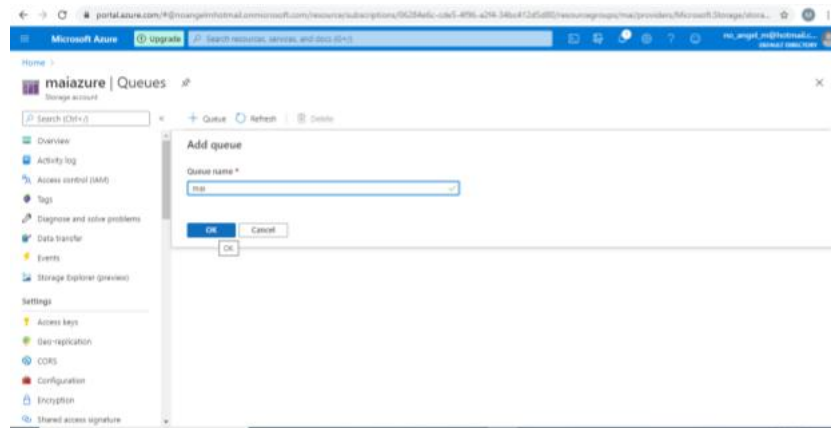 portal.azure.com/
Microsoft Azure
Upgrade
Search resources, services, and docs (G+/)
DEFAULT DIRECTORY
Home >
maiazure | Queues
Storage account
Search (Ctrl+/)
+ Queue Refresh Delete
Overview
Activity log
Access control (IAM)
Tags
Diagnose and solve problems
Data transfer
Events
Storage Explorer (preview)
Settings
Access keys
Geo-replication
CORS
Configuration
Encryption
Shared access signature
Add queue
Queue name *
mai
OK Cancel
OK